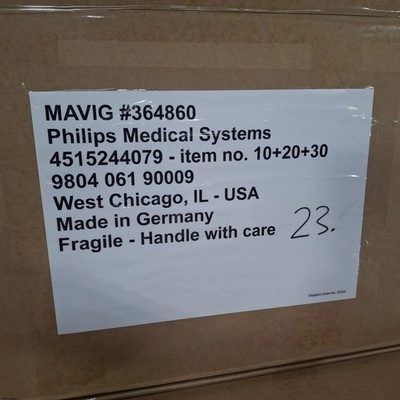 MAVIG #364860
Philips Medical Systems
4515244079 - item no. 10+20+30
9804 061 90009
West Chicago, IL - USA
Made in Germany
Fragile - Handle with care
23.